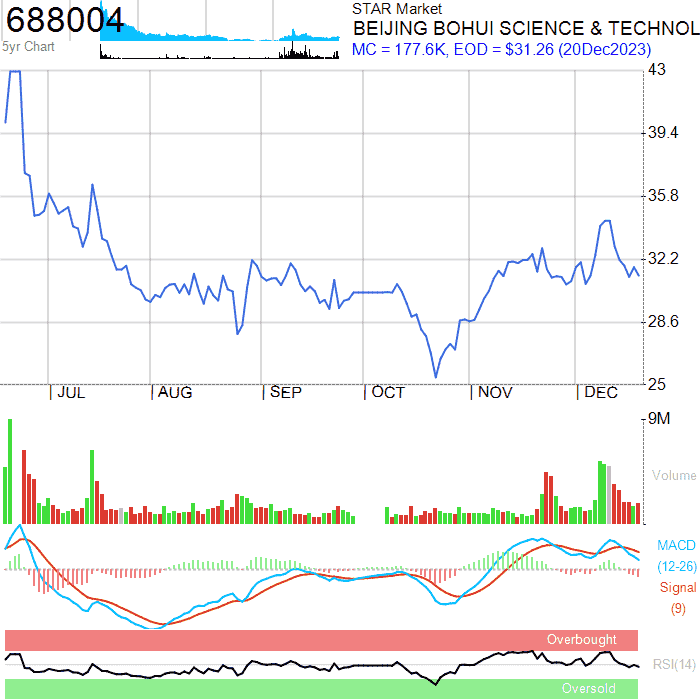 688004
5yr Chart
STAR Market
BEIJING BOHUI SCIENCE & TECHNOL
MC = 177.6K, EOD = $31.26 (20Dec2023)
43
39.4
35.8
32.2
28.6
25
JUL AUG SEP OCT NOV DEC
9M
Volume
MACD
(12-26)
Signal
(9)
Overbought
RSI(14)
Oversold